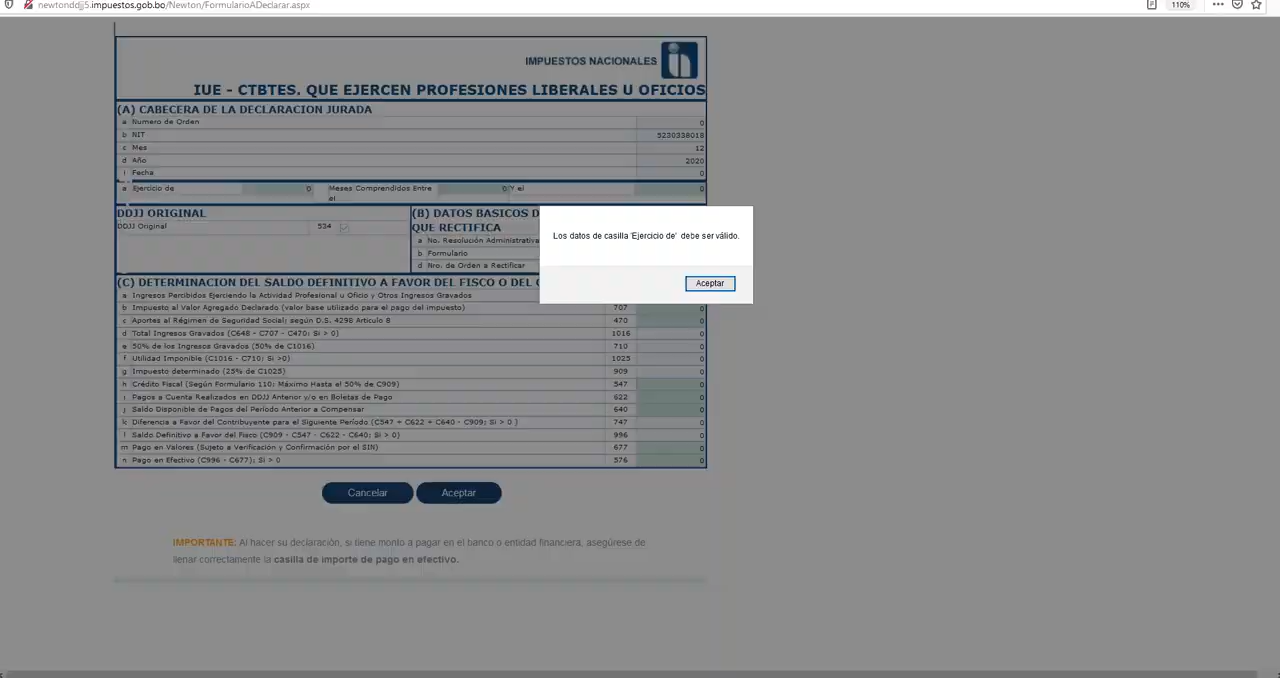 newtonddjj5.impuestos.gob.bo/Newton/FormularioADeclarar.aspx
110%
IMPUESTOS NACIONALES
IUE - CTBTES. QUE EJERCEN PROFESIONES LIBERALES U OFICIOS
(A) CABECERA DE LA DECLARACION JURADA
a Numero de Orden 0
b NIT 5230338018
c Mes 12
d Año 2020
i Fecha 0
e Ejercicio de 0 Meses Comprendidos Entre el 0 Y el 0
DDJJ ORIGINAL
DDJJ Original 534
(B) DATOS BASICOS D
QUE RECTIFICA
a No. Resolución Administrativa
b Formulario
d Nro. de Orden a Rectificar
Los datos de casilla 'Ejercicio de' debe ser válido.
Aceptar
(C) DETERMINACION DEL SALDO DEFINITIVO A FAVOR DEL FISCO O DEL C
a Ingresos Percibidos Ejerciendo la Actividad Profesional u Oficio y Otros Ingresos Gravados
b Impuesto al Valor Agregado Declarado (valor base utilizado para el pago del impuesto) 707 0
c Aportes al Régimen de Seguridad Social; según D.S. 4298 Articulo 8 470 0
d Total Ingresos Gravados (C648 - C707 - C470; Si > 0) 1016 0
e 50% de los Ingresos Gravados (50% de C1016) 710 0
f Utilidad Imponible (C1016 - C710; Si >0) 1025 0
g Impuesto determinado (25% de C1025) 909 0
h Crédito Fiscal (Según Formulario 110; Máximo Hasta el 50% de C909) 547 0
i Pagos a Cuenta Realizados en DDJJ Anterior y/o en Boletas de Pago 622 0
j Saldo Disponible de Pagos del Período Anterior a Compensar 640 0
k Diferencia a Favor del Contribuyente para el Siguiente Período (C547 + C622 + C640 - C909; Si > 0 ) 747 0
l Saldo Definitivo a Favor del Fisco (C909 - C547 - C622 - C640; Si > 0) 996 0
m Pago en Valores (Sujeto a Verificación y Confirmación por el SIN) 677 0
n Pago en Efectivo (C996 - C677); Si > 0 576 0
Cancelar Aceptar
IMPORTANTE: Al hacer su declaración, si tiene monto a pagar en el banco o entidad financiera, asegúrese de
llenar correctamente la casilla de importe de pago en efectivo.